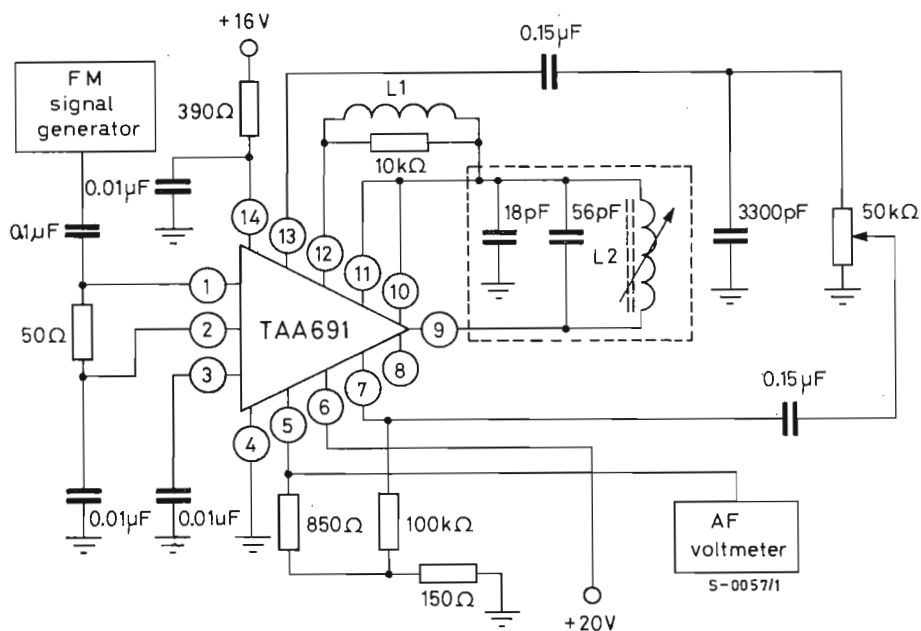 +16V
0.15µF
FM
signal
generator
L1
390Ω
10kΩ
0.01µF
14
13
12
11
10
18pF
56pF
3300pF
50kΩ
0.1µF
L2
1
50Ω
2
TAA691
9
3
8
7
6
5
4
0.15µF
0.01µF
0.01uF
850Ω
100kΩ
AF
voltmeter
150Ω
S-0057/1
+20V